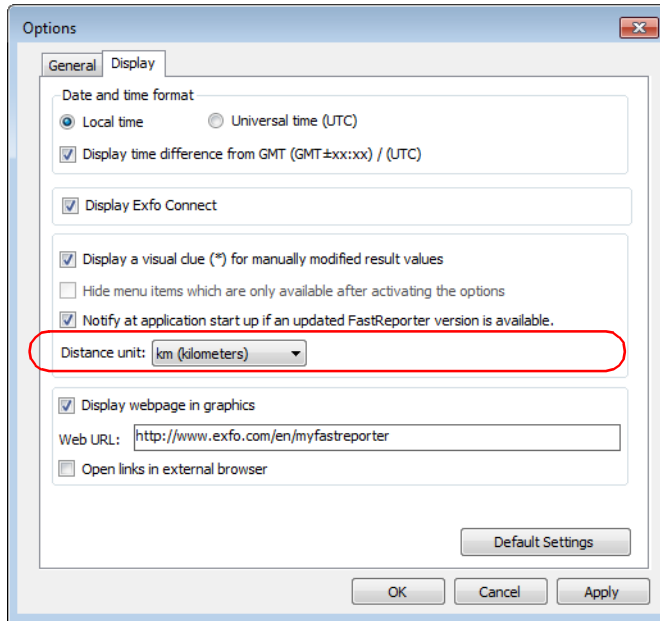 Options
General Display
Date and time format
Local time Universal time (UTC)
Display time difference from GMT (GMT±xx:xx) / (UTC)
Display Exfo Connect
Display a visual clue (*) for manually modified result values
Hide menu items which are only available after activating the options
Notify at application start up if an updated FastReporter version is available.
Distance unit: km (kilometers)
Display webpage in graphics
Web URL: http://www.exfo.com/en/myfastreporter
Open links in external browser
Default Settings
OK Cancel Apply